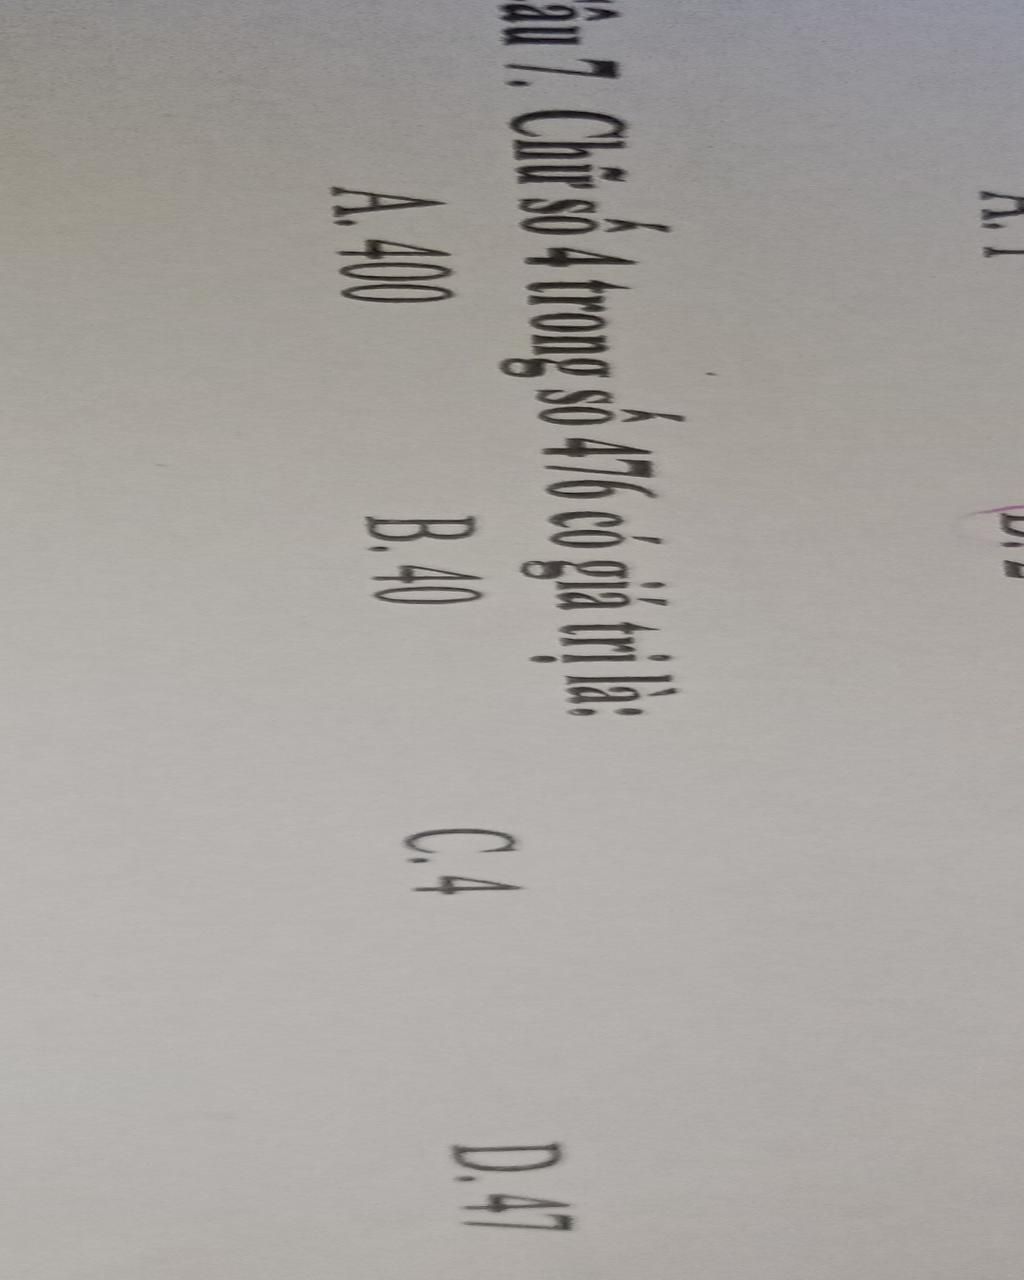 Câu 7. Chữ số 4 trong số 476 có giá trị là:
A. 400 B. 40 C. 4 D. 47